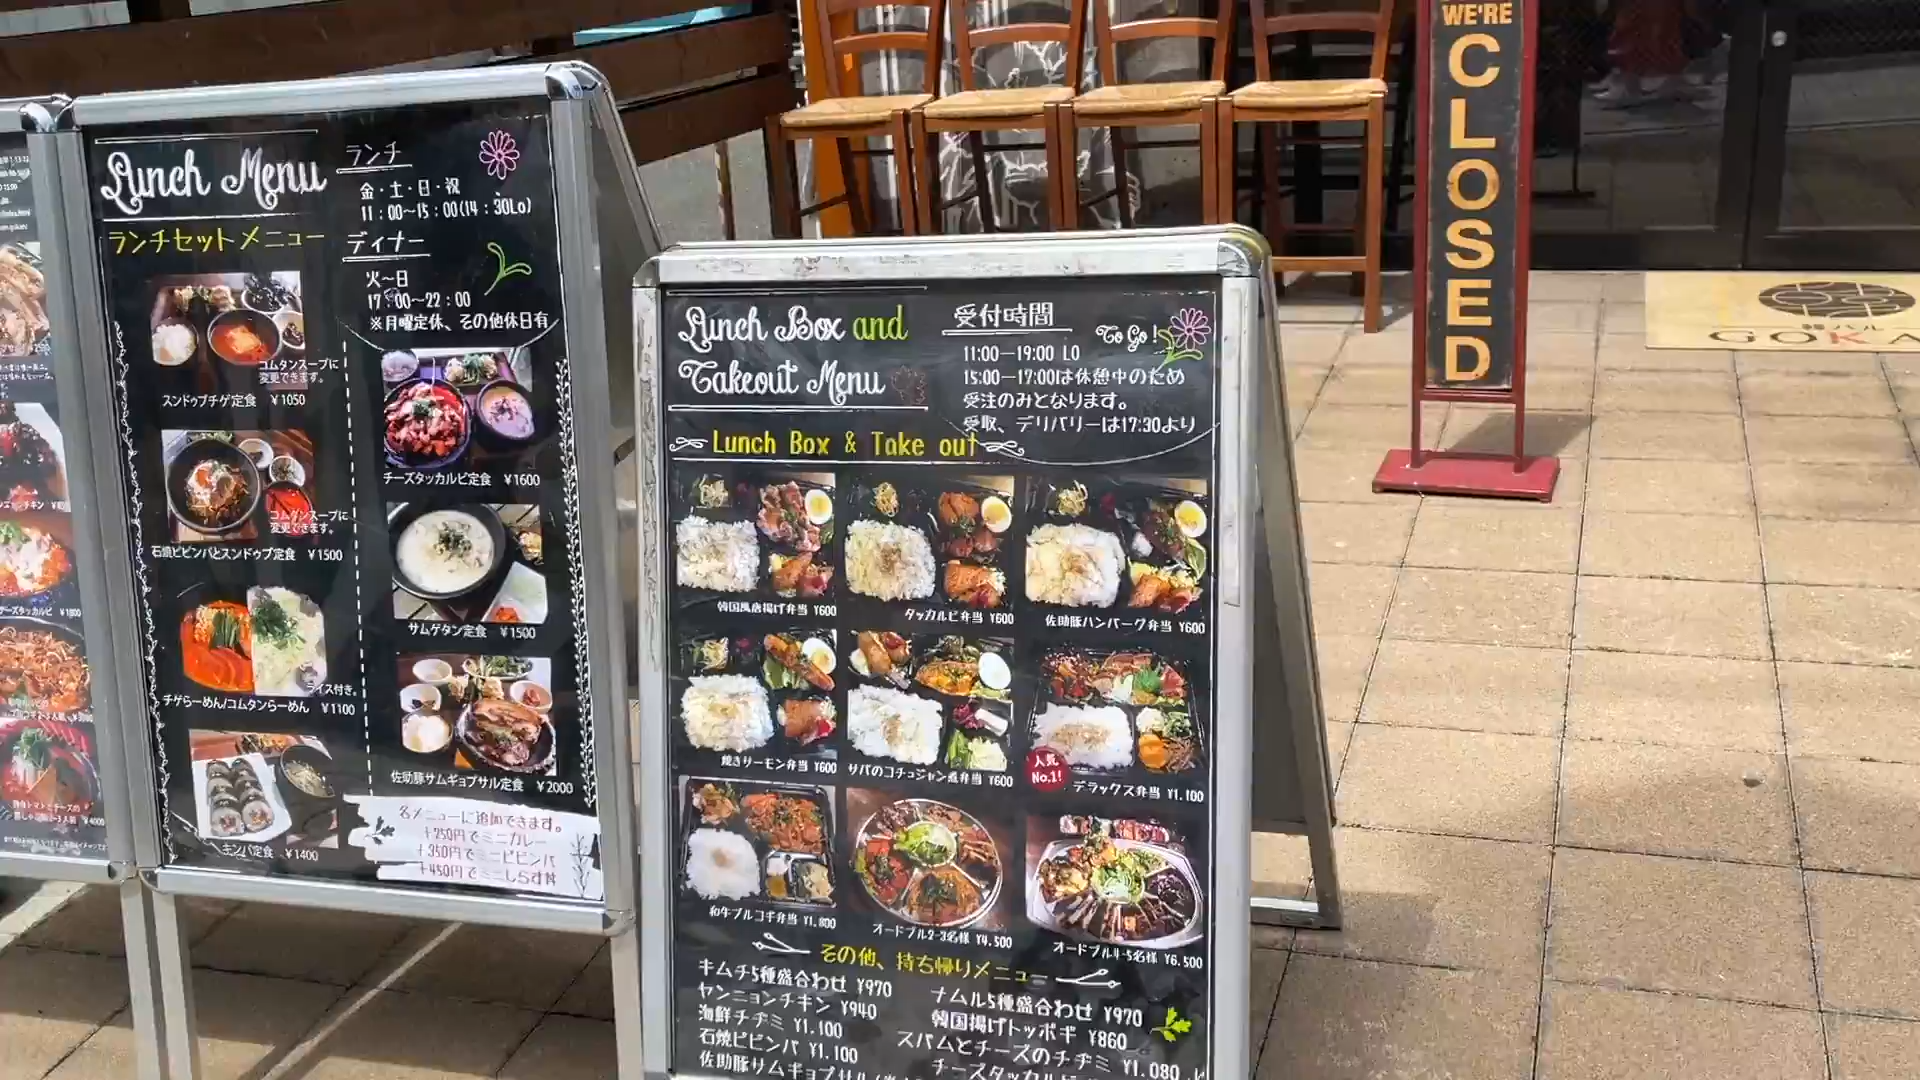 Lunch Menu
ランチセットメニュー
ランチ
金・土・日・祝
11:00〜15:00(14:30Lo)
ディナー
火〜日
17:00〜22:00
※月曜定休、その他休日有
コムタンスープに
変更できます。
スンドゥブチゲ定食 ¥1050
コムタンスープに
変更できます。
石焼ビビンバとスンドゥブ定食 ¥1500
ライス付き。
チゲらーめん/コムタンらーめん ¥1100
キンパ定食 ¥1400
チーズタッカルビ定食 ¥1600
サムゲタン定食 ¥1500
佐助豚サムギョプサル定食 ¥2000
各メニューに追加できます。
+250円でミニカレー
+350円でミニビビンバ
+450円でミニしらす丼
Lunch Box and
Takeout Menu
受付時間
To Go!
11:00ー19:00 LO
15:00ー17:00は休憩中のため
受注のみとなります。
受取、デリバリーは17:30より
Lunch Box & Take out
韓国風唐揚げ弁当 ¥600
タッカルビ弁当 ¥600
佐助豚ハンバーグ弁当 ¥600
焼きサーモン弁当 ¥600
サバのコチュジャン煮弁当 ¥600
人気
No.1!
デラックス弁当 ¥1.100
和牛プルコギ弁当 ¥1.800
オードブル2-3名様 ¥4.500
オードブル4-5名様 ¥6.500
その他、持ち帰りメニュー
キムチ5種盛合わせ ¥970
ヤンニョンチキン ¥940
海鮮チヂミ ¥1.100
石焼ビビンバ ¥1.100
佐助豚サムギョプサル
ナムル5種盛合わせ ¥970
韓国揚げトッポギ ¥860
スパムとチーズのチヂミ ¥1.080
チーズタッカルビ
WE'RE
CLOSED
韓バル
GOKA